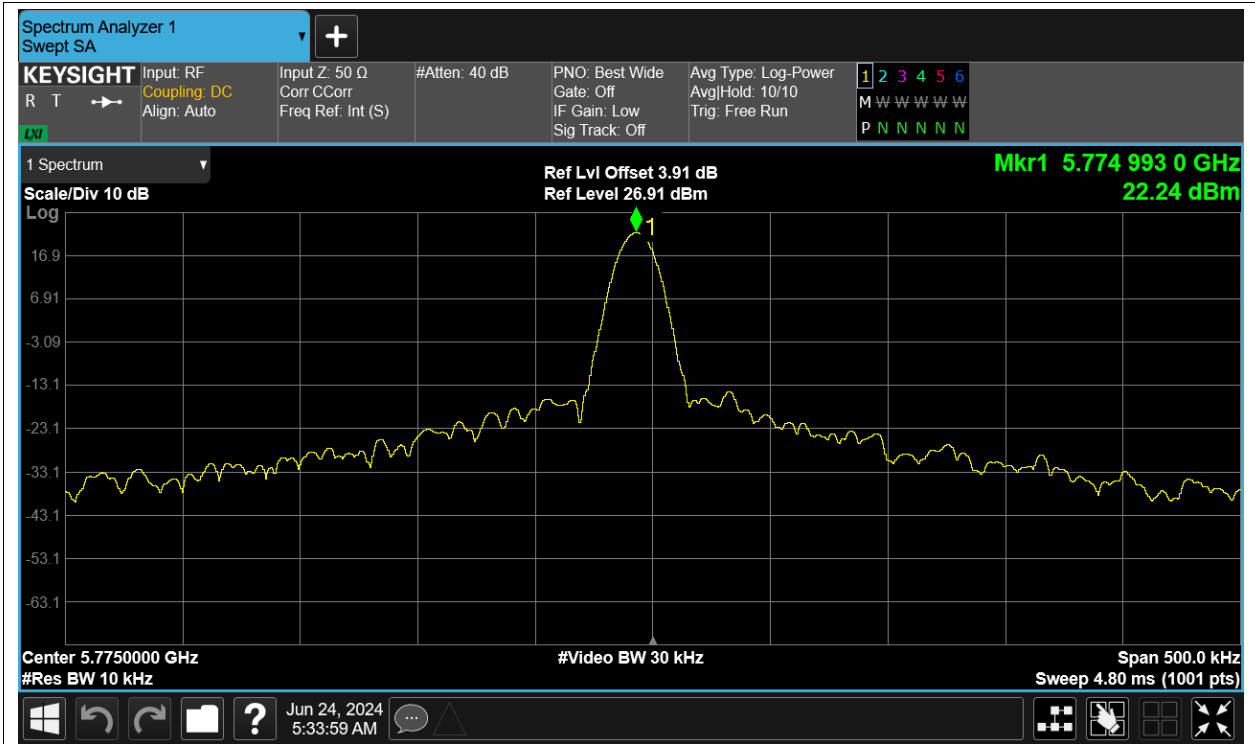 Spectrum Analyzer 1
Swept SA
KEYSIGHT
R T
LXI
Input: RF
Coupling: DC
Align: Auto
Input Z: 50 Ω
Corr CCorr
Freq Ref: Int (S)
#Atten: 40 dB
PNO: Best Wide
Gate: Off
IF Gain: Low
Sig Track: Off
Avg Type: Log-Power
Avg|Hold: 10/10
Trig: Free Run
1 2 3 4 5 6
M W W W W W
P N N N N N
1 Spectrum
Scale/Div 10 dB
Log
Ref Lvl Offset 3.91 dB
Ref Level 26.91 dBm
Mkr1 5.774 993 0 GHz
22.24 dBm
1
16.9
6.91
-3.09
-13.1
-23.1
-33.1
-43.1
-53.1
-63.1
Center 5.7750000 GHz
#Res BW 10 kHz
#Video BW 30 kHz
Span 500.0 kHz
Sweep 4.80 ms (1001 pts)
?
Jun 24, 2024
5:33:59 AM